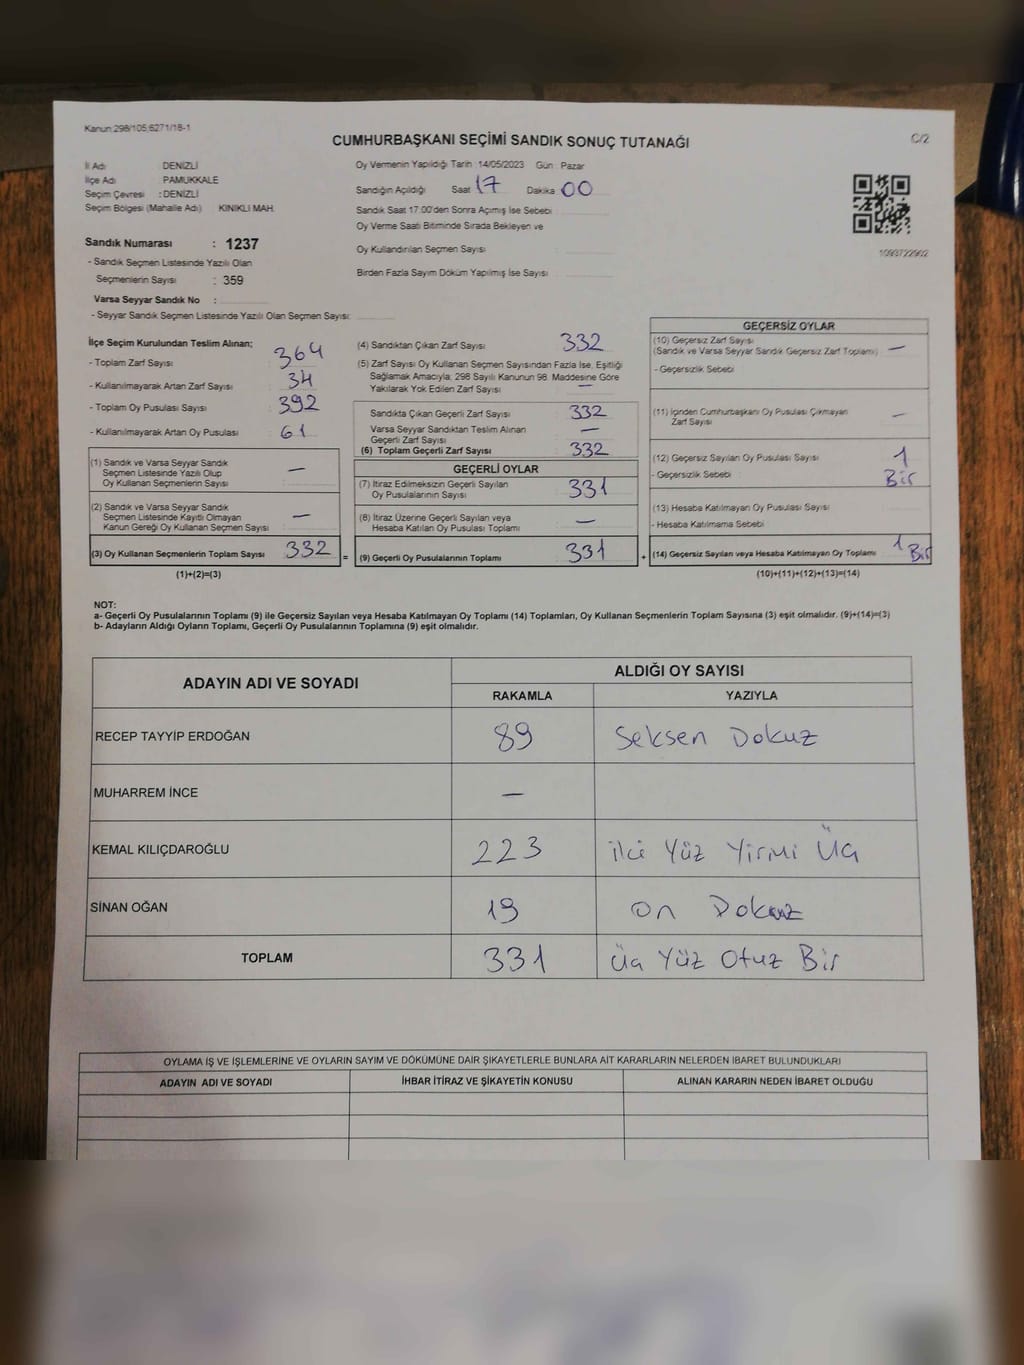 Kanun:298/105,6271/18-1
CUMHURBAŞKANI SEÇİMİ SANDIK SONUÇ TUTANAĞI
C/2
İl Adı DENİZLİ
İlçe Adı PAMUKKALE
Seçim Çevresi : DENİZLİ
Seçim Bölgesi (Mahalle Adı) KINIKLI MAH.
Oy Vermenin Yapıldığı Tarih 14/05/2023 Gün : Pazar
Sandığın Açıldığı Saat 17 Dakika 00
Sandık Saat 17:00'den Sonra Açılmış İse Sebebi
Oy Verme Saati Bitiminde Sırada Bekleyen ve
Oy Kullandırılan Seçmen Sayısı
Birden Fazla Sayım Döküm Yapılmış İse Sayısı
1093722902
Sandık Numarası : 1237
- Sandık Seçmen Listesinde Yazılı Olan
Seçmenlerin Sayısı : 359
Varsa Seyyar Sandık No :
- Seyyar Sandık Seçmen Listesinde Yazılı Olan Seçmen Sayısı:
İlçe Seçim Kurulundan Teslim Alınan;
- Toplam Zarf Sayısı 364
- Kullanılmayarak Artan Zarf Sayısı 34
- Toplam Oy Pusulası Sayısı 392
- Kullanılmayarak Artan Oy Pusulası 61
(1) Sandık ve Varsa Seyyar Sandık
Seçmen Listesinde Yazılı Olup
Oy Kullanan Seçmenlerin Sayısı —
(2) Sandık ve Varsa Seyyar Sandık
Seçmen Listesinde Kayıtlı Olmayan
Kanun Gereği Oy Kullanan Seçmen Sayısı —
(3) Oy Kullanan Seçmenlerin Toplam Sayısı 332 =
(1)+(2)=(3)
(4) Sandıktan Çıkan Zarf Sayısı 332
(5) Zarf Sayısı Oy Kullanan Seçmen Sayısından Fazla İse, Eşitliği
Sağlamak Amacıyla; 298 Sayılı Kanunun 98. Maddesine Göre
Yakılarak Yok Edilen Zarf Sayısı —
Sandıkta Çıkan Geçerli Zarf Sayısı 332
Varsa Seyyar Sandıktan Teslim Alınan
Geçerli Zarf Sayısı —
(6) Toplam Geçerli Zarf Sayısı 332
GEÇERLİ OYLAR
(7) İtiraz Edilmeksizin Geçerli Sayılan
Oy Pusulalarının Sayısı 331
(8) İtiraz Üzerine Geçerli Sayılan veya
Hesaba Katılan Oy Pusulası Toplamı —
(9) Geçerli Oy Pusulalarının Toplamı 331 +
GEÇERSİZ OYLAR
(10) Geçersiz Zarf Sayısı
(Sandık ve Varsa Seyyar Sandık Geçersiz Zarf Toplamı) —
- Geçersizlik Sebebi
(11) İçinden Cumhurbaşkanı Oy Pusulası Çıkmayan
Zarf Sayısı —
(12) Geçersiz Sayılan Oy Pusulası Sayısı 1
- Geçersizlik Sebebi Bir
(13) Hesaba Katılmayan Oy Pusulası Sayısı
- Hesaba Katılmama Sebebi
(14) Geçersiz Sayılan veya Hesaba Katılmayan Oy Toplamı 1 Bir
(10)+(11)+(12)+(13)=(14)
NOT:
a- Geçerli Oy Pusulalarının Toplamı (9) ile Geçersiz Sayılan veya Hesaba Katılmayan Oy Toplamı (14) Toplamları, Oy Kullanan Seçmenlerin Toplam Sayısına (3) eşit olmalıdır. (9)+(14)=(3)
b- Adayların Aldığı Oyların Toplamı, Geçerli Oy Pusulalarının Toplamına (9) eşit olmalıdır.
ADAYIN ADI VE SOYADI ALDIĞI OY SAYISI
RAKAMLA YAZIYLA
RECEP TAYYİP ERDOĞAN 89 Seksen Dokuz
MUHARREM İNCE —
KEMAL KILIÇDAROĞLU 223 iki Yüz Yirmi Üç
SİNAN OĞAN 19 on Dokuz
TOPLAM 331 Üç Yüz Otuz Bir
OYLAMA İŞ VE İŞLEMLERİNE VE OYLARIN SAYIM VE DÖKÜMÜNE DAİR ŞİKAYETLERLE BUNLARA AİT KARARLARIN NELERDEN İBARET BULUNDUKLARI
ADAYIN ADI VE SOYADI İHBAR İTİRAZ VE ŞİKAYETİN KONUSU ALINAN KARARIN NEDEN İBARET OLDUĞU